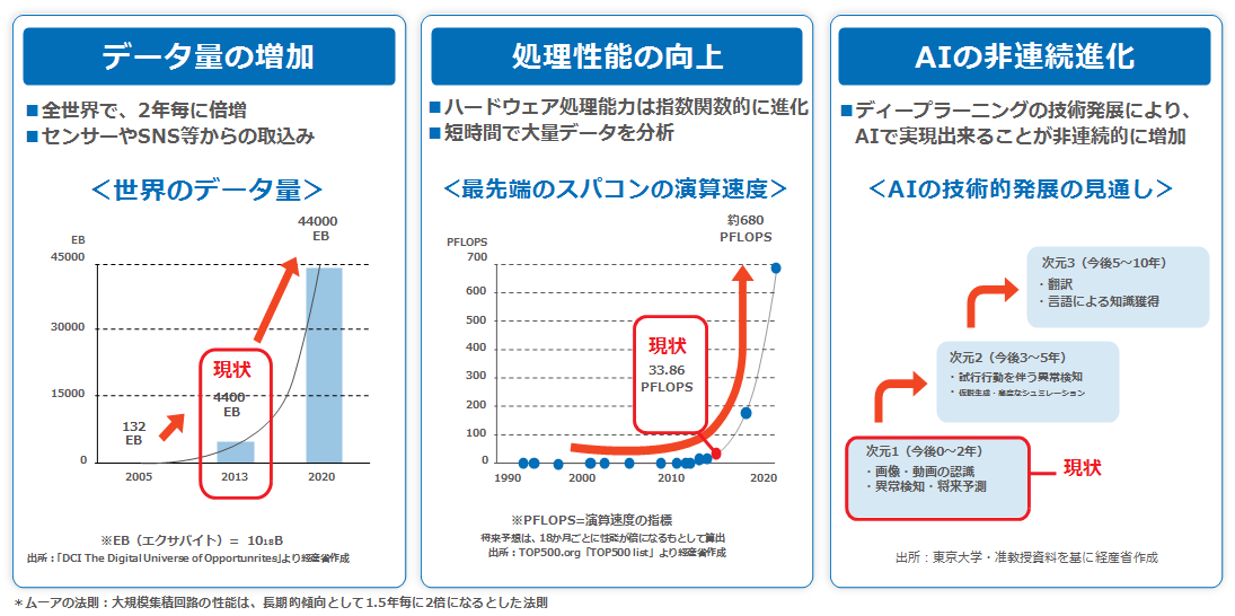 データ量の増加
■全世界で、2年毎に倍増
■センサーやSNS等からの取込み
＜世界のデータ量＞
44000
EB
EB
45000
30000
15000
0
132
EB
現状
4400
EB
2005
2013
2020
※EB（エクサバイト）= 10₁₈B
出所：「DCI The Digital Universe of Opportunrites」より経産省作成
処理性能の向上
■ハードウェア処理能力は指数関数的に進化
■短時間で大量データを分析
＜最先端のスパコンの演算速度＞
約680
PFLOPS
PFLOPS
700
600
500
400
300
200
100
0
現状
33.86
PFLOPS
1990
2000
2010
2020
※PFLOPS=演算速度の指標
将来予想は、18か月ごとに性能が倍になるもとして算出
出所：TOP500.org「TOP500 list」より経産省作成
AIの非連続進化
■ディープラーニングの技術発展により、
AIで実現出来ることが非連続的に増加
＜AIの技術的発展の見通し＞
次元3（今後5～10年）
・翻訳
・言語による知識獲得
次元2（今後3～5年）
・試行行動を伴う異常検知
・仮説生成・高度なシュミレーション
次元1（今後0～2年）
・画像・動画の認識
・異常検知・将来予測
現状
出所：東京大学・准教授資料を基に経産省作成
＊ムーアの法則：大規模集積回路の性能は、長期的傾向として1.5年毎に2倍になるとした法則